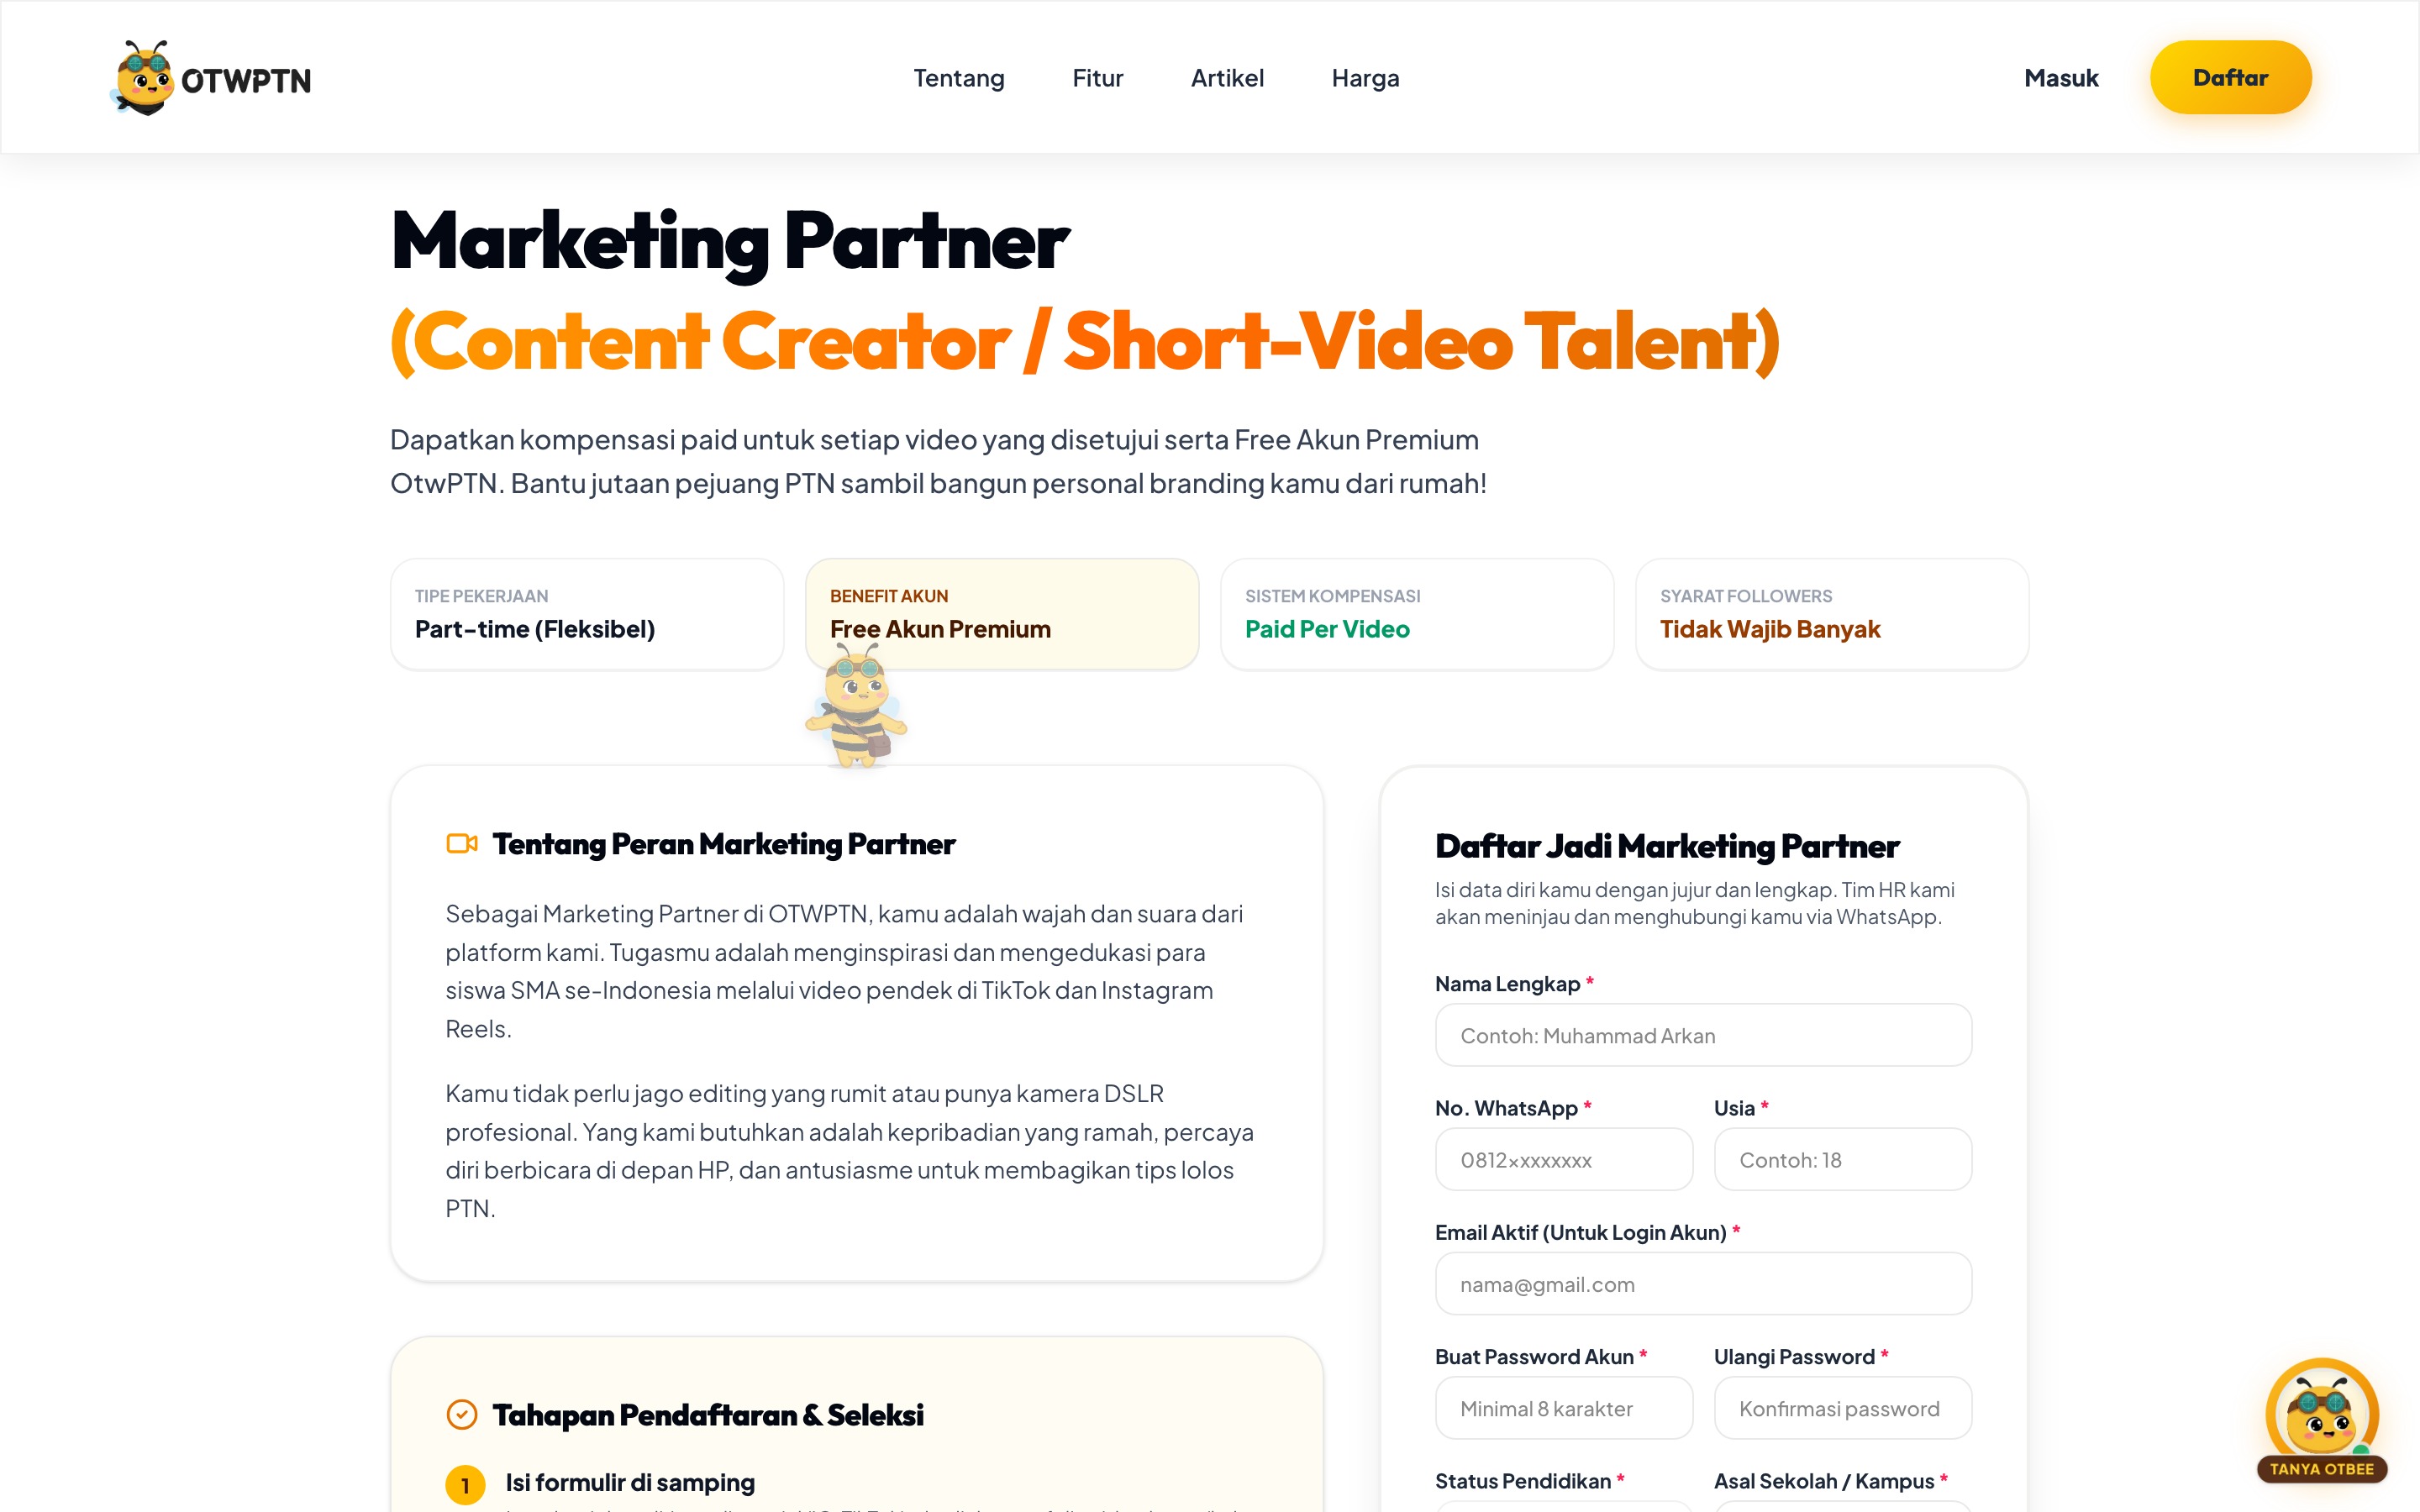 OTWPTN
Tentang
Fitur
Artikel
Harga
Masuk
Daftar
Marketing Partner
(Content Creator / Short-Video Talent)
Dapatkan kompensasi paid untuk setiap video yang disetujui serta Free Akun Premium
OtwPTN. Bantu jutaan pejuang PTN sambil bangun personal branding kamu dari rumah!
TIPE PEKERJAAN
Part-time (Fleksibel)
BENEFIT AKUN
Free Akun Premium
SISTEM KOMPENSASI
Paid Per Video
SYARAT FOLLOWERS
Tidak Wajib Banyak
Tentang Peran Marketing Partner
Sebagai Marketing Partner di OTWPTN, kamu adalah wajah dan suara dari
platform kami. Tugasmu adalah menginspirasi dan mengedukasi para
siswa SMA se-Indonesia melalui video pendek di TikTok dan Instagram
Reels.
Kamu tidak perlu jago editing yang rumit atau punya kamera DSLR
profesional. Yang kami butuhkan adalah kepribadian yang ramah, percaya
diri berbicara di depan HP, dan antusiasme untuk membagikan tips lolos
PTN.
Tahapan Pendaftaran & Seleksi
1
Isi formulir di samping
Daftar Jadi Marketing Partner
Isi data diri kamu dengan jujur dan lengkap. Tim HR kami
akan meninjau dan menghubungi kamu via WhatsApp.
Nama Lengkap *
Contoh: Muhammad Arkan
No. WhatsApp *
0812xxxxxxxx
Usia *
Contoh: 18
Email Aktif (Untuk Login Akun) *
nama@gmail.com
Buat Password Akun *
Minimal 8 karakter
Ulangi Password *
Konfirmasi password
Status Pendidikan *
Asal Sekolah / Kampus *
TANYA OTBEE